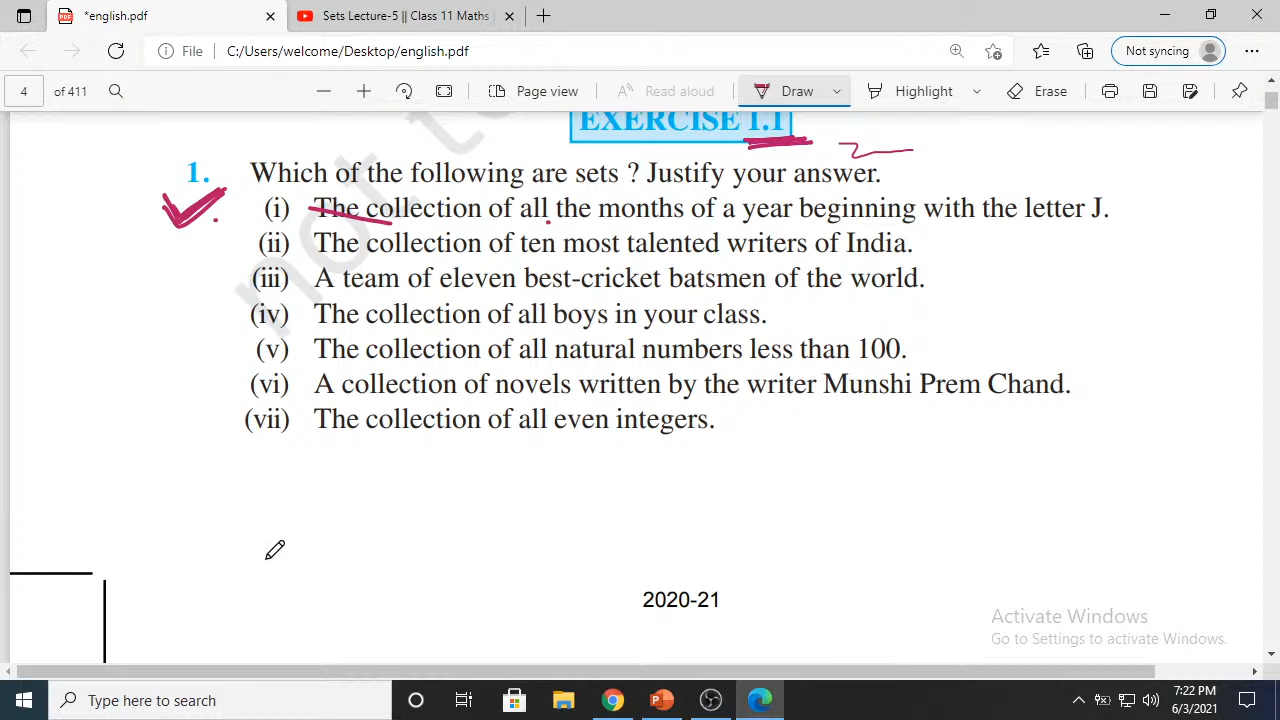 *english.pdf
Sets Lecture-5 || Class 11 Maths
File
C:/Users/welcome/Desktop/english.pdf
Not syncing
4 of 411
Page view
Read aloud
Draw
Highlight
Erase
EXERCISE 1.1
1. Which of the following are sets ? Justify your answer.
(i) The collection of all the months of a year beginning with the letter J.
(ii) The collection of ten most talented writers of India.
(iii) A team of eleven best-cricket batsmen of the world.
(iv) The collection of all boys in your class.
(v) The collection of all natural numbers less than 100.
(vi) A collection of novels written by the writer Munshi Prem Chand.
(vii) The collection of all even integers.
not to
2020-21
Activate Windows
Go to Settings to activate Windows.
Type here to search
7:22 PM
6/3/2021